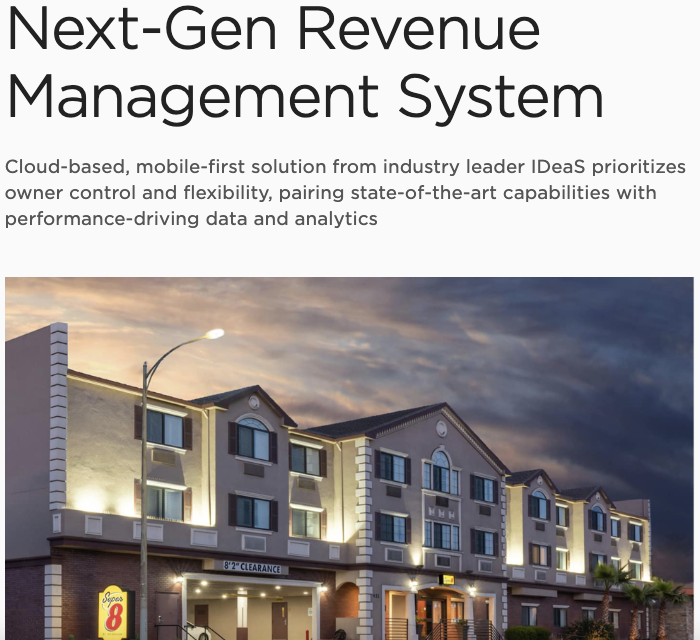 Next-Gen Revenue
Management System
Cloud-based, mobile-first solution from industry leader IDeaS prioritizes
owner control and flexibility, pairing state-of-the-art capabilities with
performance-driving data and analytics
8'2" CLEARANCE
Super
8